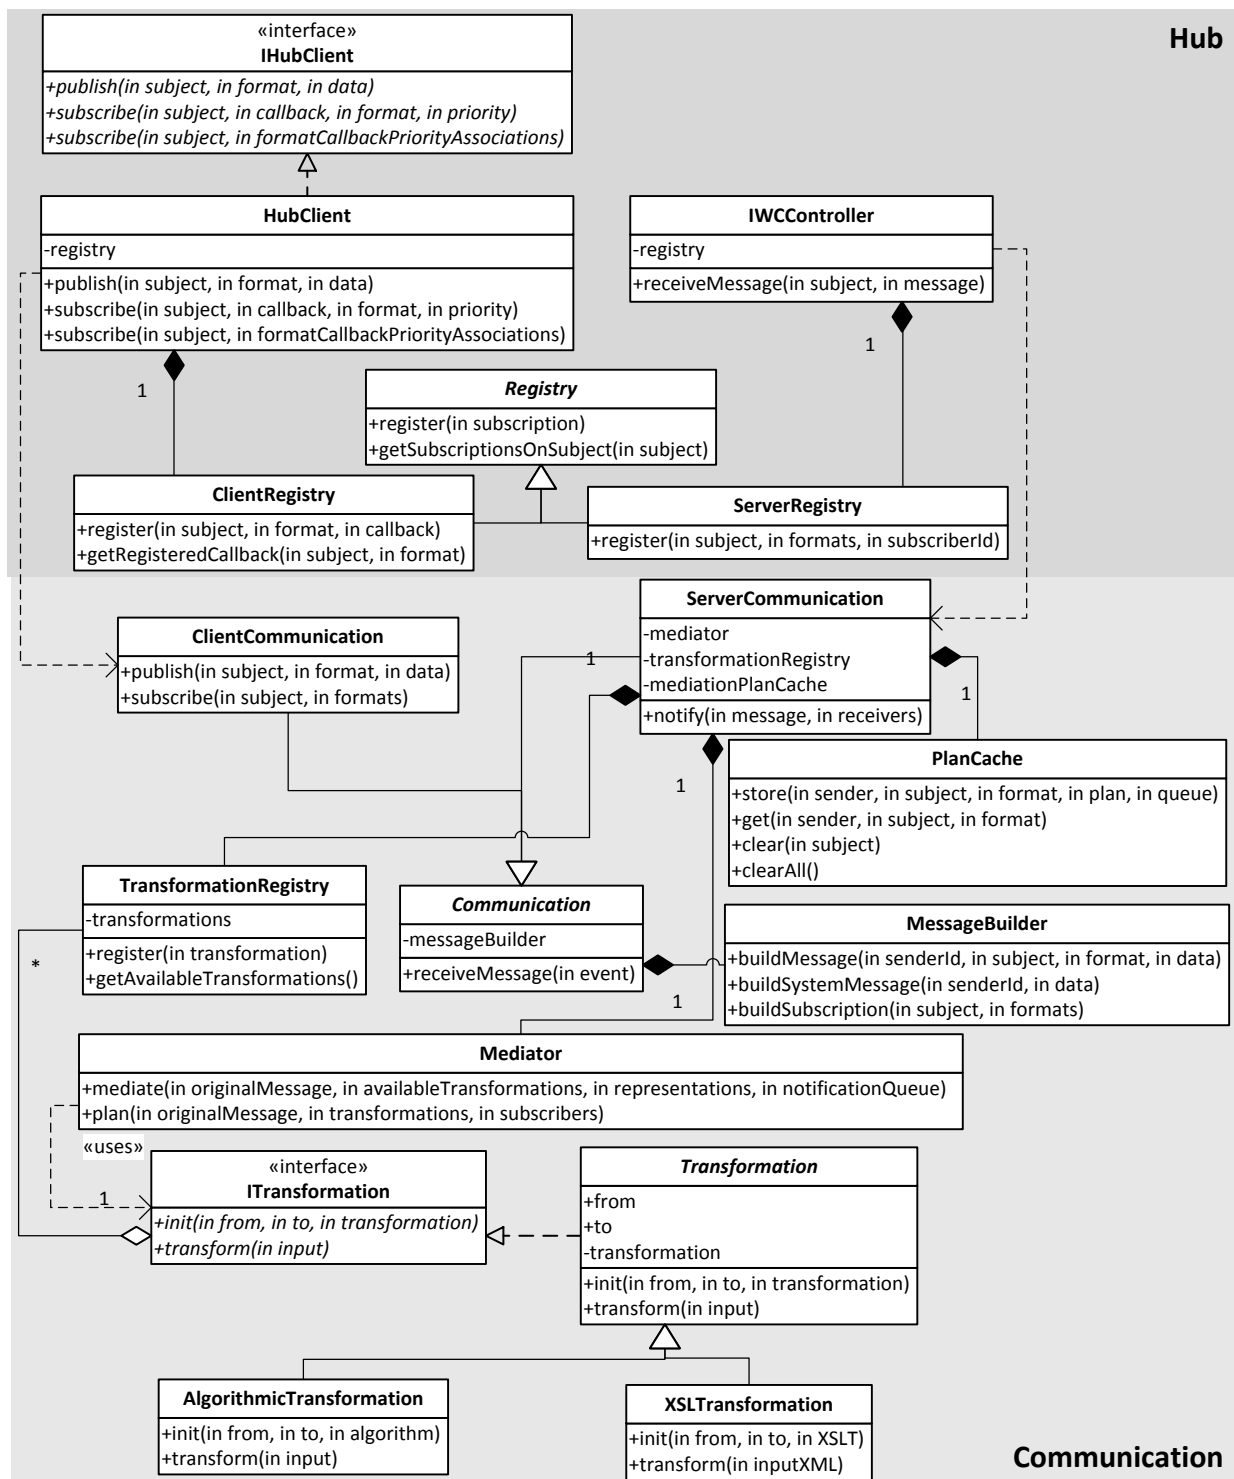 Hub
«interface»
IHubClient
+publish(in subject, in format, in data)
+subscribe(in subject, in callback, in format, in priority)
+subscribe(in subject, in formatCallbackPriorityAssociations)
HubClient
-registry
+publish(in subject, in format, in data)
+subscribe(in subject, in callback, in format, in priority)
+subscribe(in subject, in formatCallbackPriorityAssociations)
IWCController
-registry
+receiveMessage(in subject, in message)
1
1
Registry
+register(in subscription)
+getSubscriptionsOnSubject(in subject)
ClientRegistry
+register(in subject, in format, in callback)
+getRegisteredCallback(in subject, in format)
ServerRegistry
+register(in subject, in formats, in subscriberId)
ServerCommunication
-mediator
-transformationRegistry
-mediationPlanCache
+notify(in message, in receivers)
ClientCommunication
+publish(in subject, in format, in data)
+subscribe(in subject, in formats)
1
1
1
PlanCache
+store(in sender, in subject, in format, in plan, in queue)
+get(in sender, in subject, in format)
+clear(in subject)
+clearAll()
TransformationRegistry
-transformations
+register(in transformation)
+getAvailableTransformations()
*
Communication
-messageBuilder
+receiveMessage(in event)
1
MessageBuilder
+buildMessage(in senderId, in subject, in format, in data)
+buildSystemMessage(in senderId, in data)
+buildSubscription(in subject, in formats)
Mediator
+mediate(in originalMessage, in availableTransformations, in representations, in notificationQueue)
+plan(in originalMessage, in transformations, in subscribers)
«uses»
1
«interface»
ITransformation
+init(in from, in to, in transformation)
+transform(in input)
Transformation
+from
+to
-transformation
+init(in from, in to, in transformation)
+transform(in input)
AlgorithmicTransformation
+init(in from, in to, in algorithm)
+transform(in input)
XSLTransformation
+init(in from, in to, in XSLT)
+transform(in inputXML)
Communication